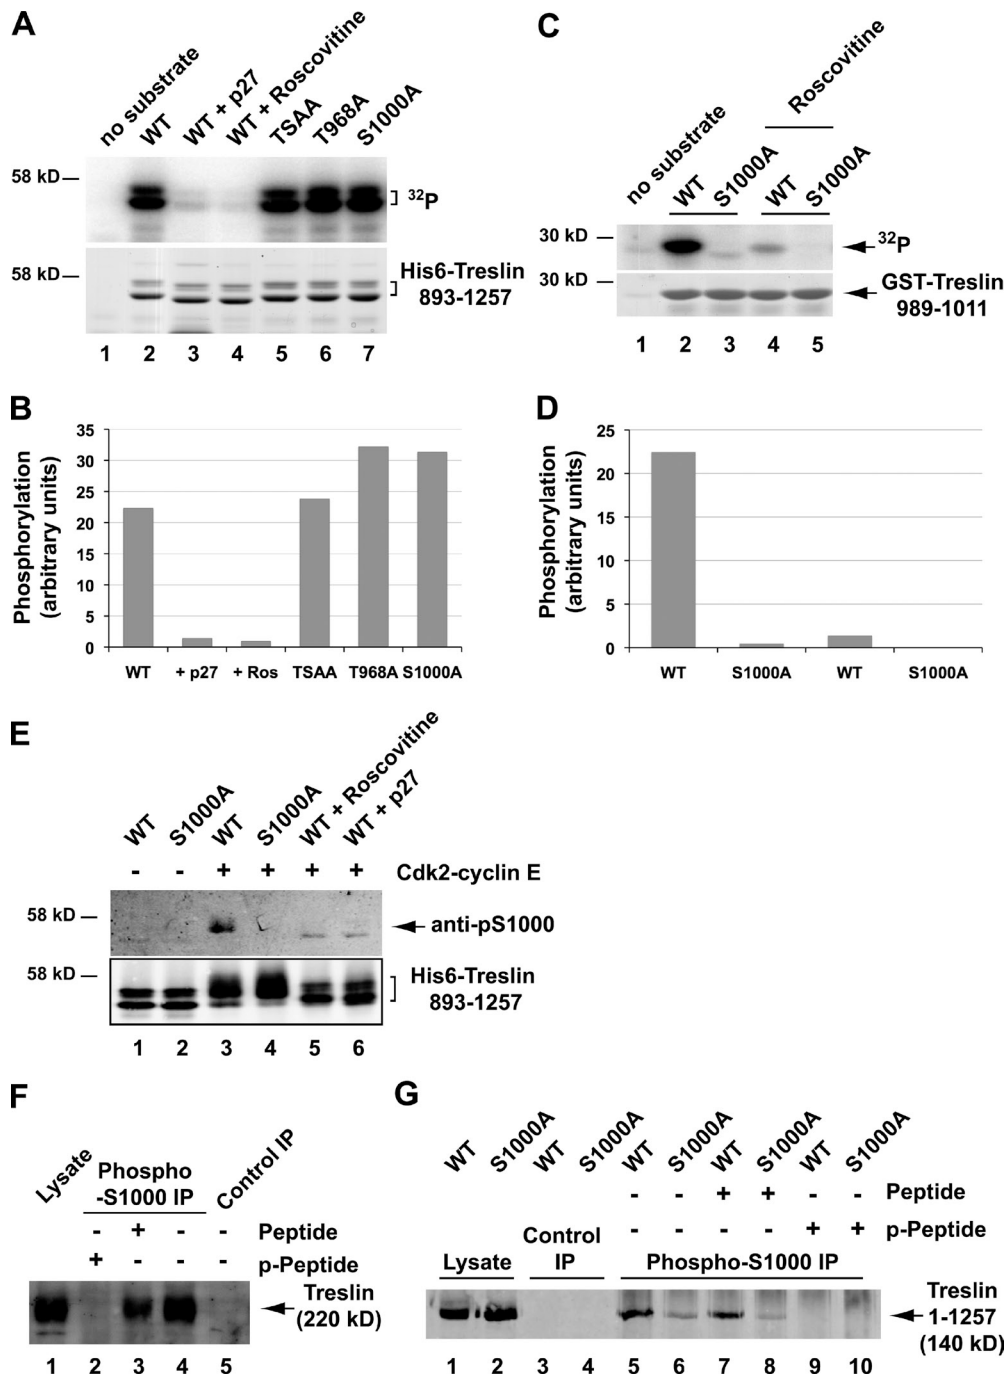 A
no substrate
WT
WT + p27
WT + Roscovitine
TSAA
T968A
S1000A
58 kD
32P
58 kD
His6-Treslin
893-1257
1 2 3 4 5 6 7
C
Roscovitine
no substrate
WT
S1000A
WT
S1000A
30 kD
32P
30 kD
GST-Treslin
989-1011
1 2 3 4 5
B
Phosphorylation
(arbitrary units)
35
30
25
20
15
10
5
0
WT + p27 + Ros TSAA T968A S1000A
D
Phosphorylation
(arbitrary units)
25
20
15
10
5
0
WT S1000A WT S1000A
E
WT
S1000A
WT
S1000A
WT + Roscovitine
WT + p27
- - + + + + Cdk2-cyclin E
58 kD
anti-pS1000
58 kD
His6-Treslin
893-1257
1 2 3 4 5 6
F
Lysate
Phospho
-S1000 IP
Control IP
- + - - Peptide
+ - - - p-Peptide
Treslin
(220 kD)
1 2 3 4 5
G
WT
S1000A
WT
S1000A
WT
S1000A
WT
S1000A
WT
S1000A
- - + + - - Peptide
- - - - + + p-Peptide
Lysate
Control
IP
Phospho-S1000 IP
Treslin
1-1257
(140 kD)
1 2 3 4 5 6 7 8 9 10